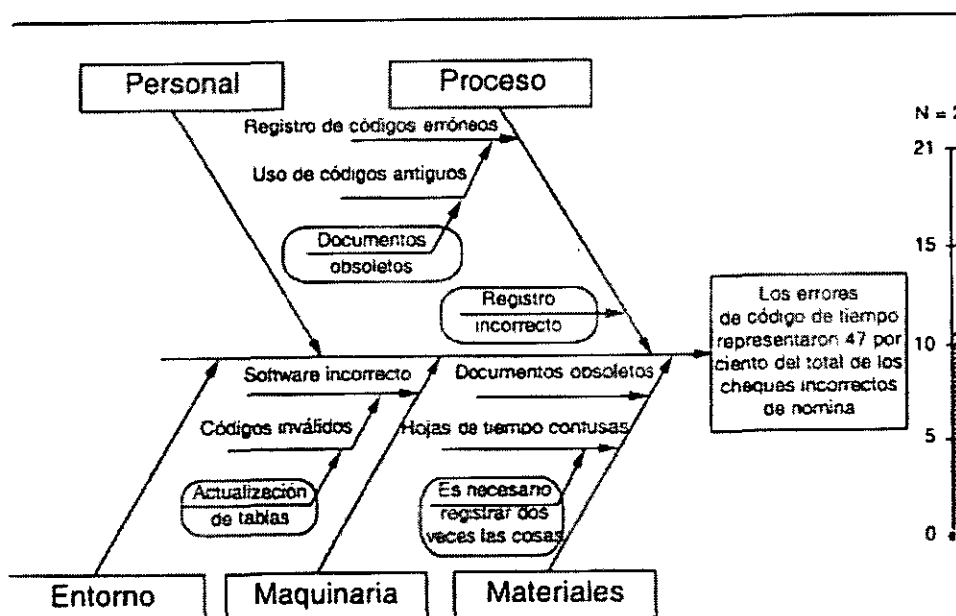 Personal
Proceso
Registro de códigos erróneos
Uso de códigos antiguos
Documentos
obsoletos
Registro
incorrecto
Los errores
de código de tiempo
representaron 47 por
ciento del total de los
cheques incorrectos
de nomina
Software incorrecto
Documentos obsoletos
Códigos inválidos
Hojas de tiempo confusas
Actualización
de tablas
Es necesario
registrar dos
veces las cosas
Entorno
Maquinaria
Materiales
N = 2
21
15
10
5
0